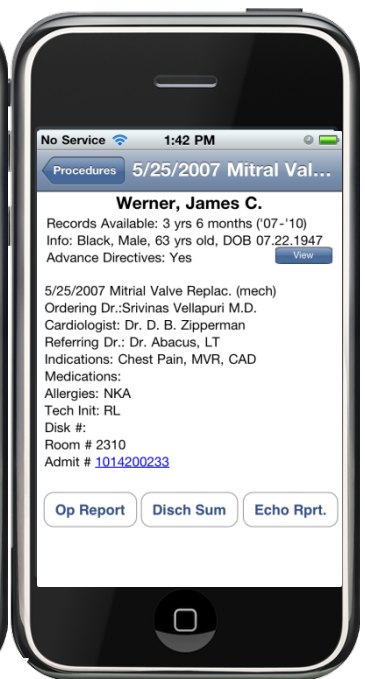 No Service 1:42 PM
Procedures 5/25/2007 Mitral Val...
Werner, James C.
Records Available: 3 yrs 6 months ('07-'10)
Info: Black, Male, 63 yrs old, DOB 07.22.1947
Advance Directives: Yes View
5/25/2007 Mitrial Valve Replac. (mech)
Ordering Dr.:Srivinas Vellapuri M.D.
Cardiologist: Dr. D. B. Zipperman
Referring Dr.: Dr. Abacus, LT
Indications: Chest Pain, MVR, CAD
Medications:
Allergies: NKA
Tech Init: RL
Disk #:
Room # 2310
Admit # 1014200233
Op Report Disch Sum Echo Rprt.